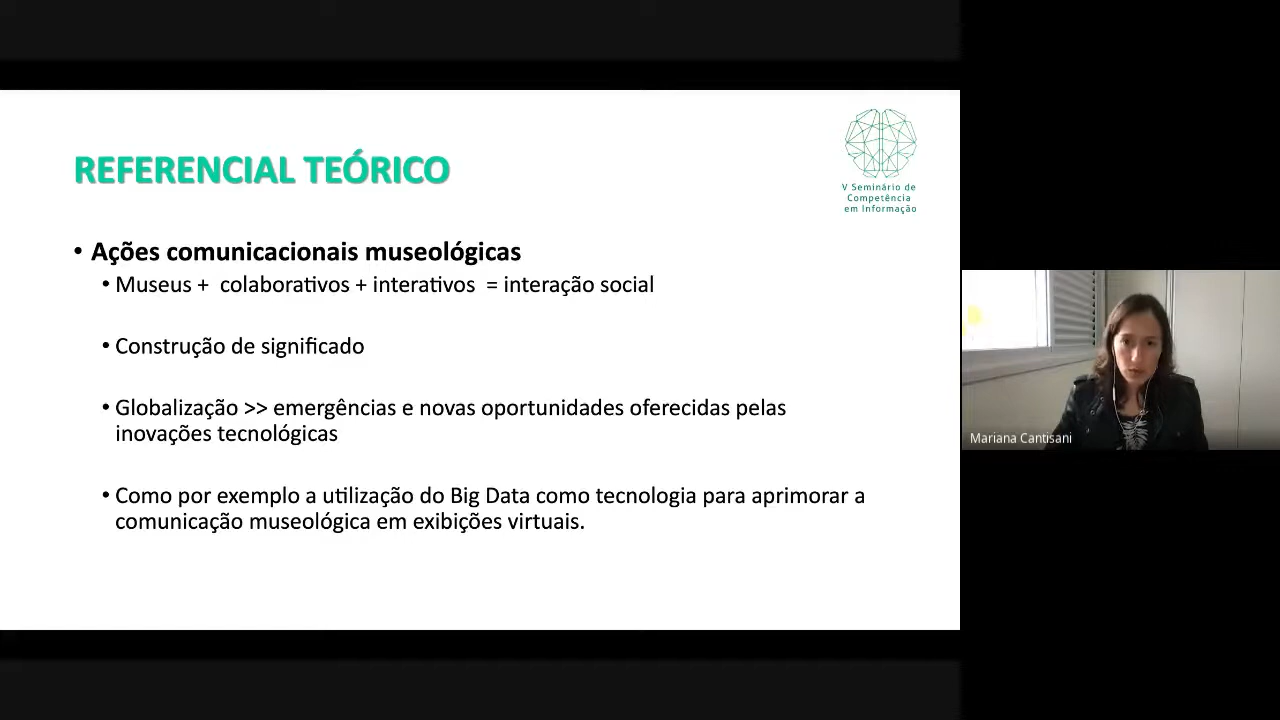 REFERENCIAL TEÓRICO
V Seminário de
Competência
em Informação
• Ações comunicacionais museológicas
• Museus + colaborativos + interativos = interação social
• Construção de significado
• Globalização >> emergências e novas oportunidades oferecidas pelas
inovações tecnológicas
• Como por exemplo a utilização do Big Data como tecnologia para aprimorar a
comunicação museológica em exibições virtuais.
Mariana Cantisani